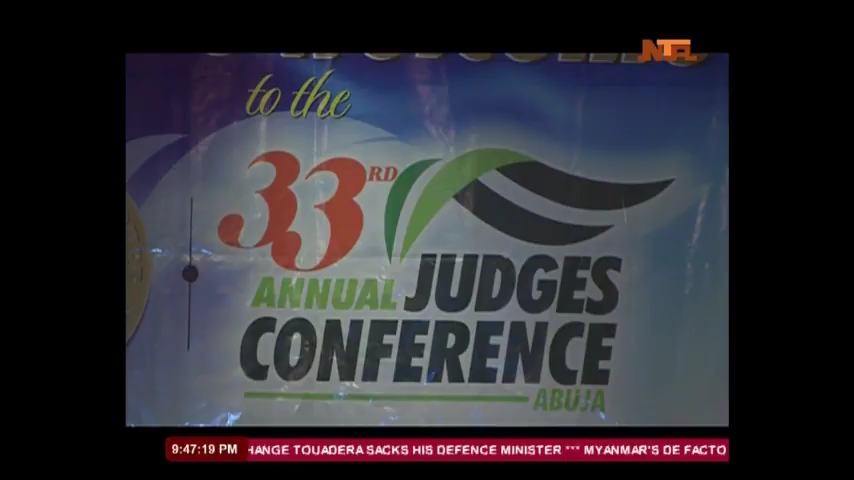 NTA
to the
33RD
ANNUAL JUDGES
CONFERENCE
ABUJA
9:47:19 PM HANGE TOUADERA SACKS HIS DEFENCE MINISTER *** MYANMAR'S DE FACTO